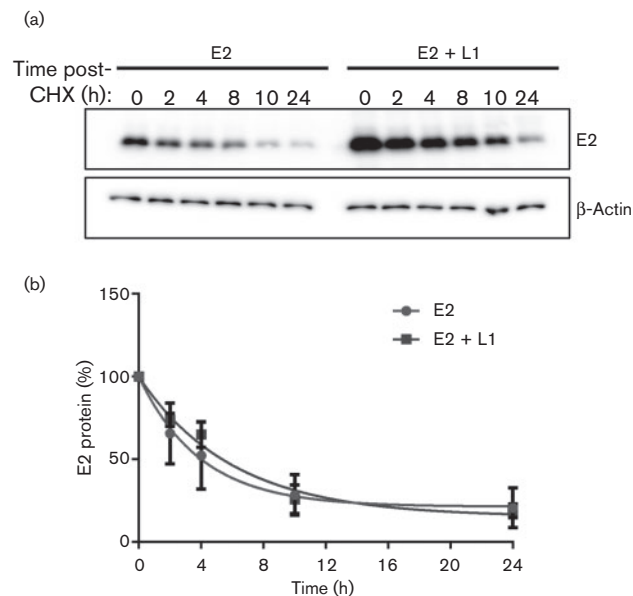 (a)
E2 E2 + L1
Time post-
CHX (h): 0 2 4 8 10 24 0 2 4 8 10 24
E2
β-Actin
(b)
150
100
50
0
E2 protein (%)
E2
E2 + L1
0 4 8 12 16 20 24
Time (h)